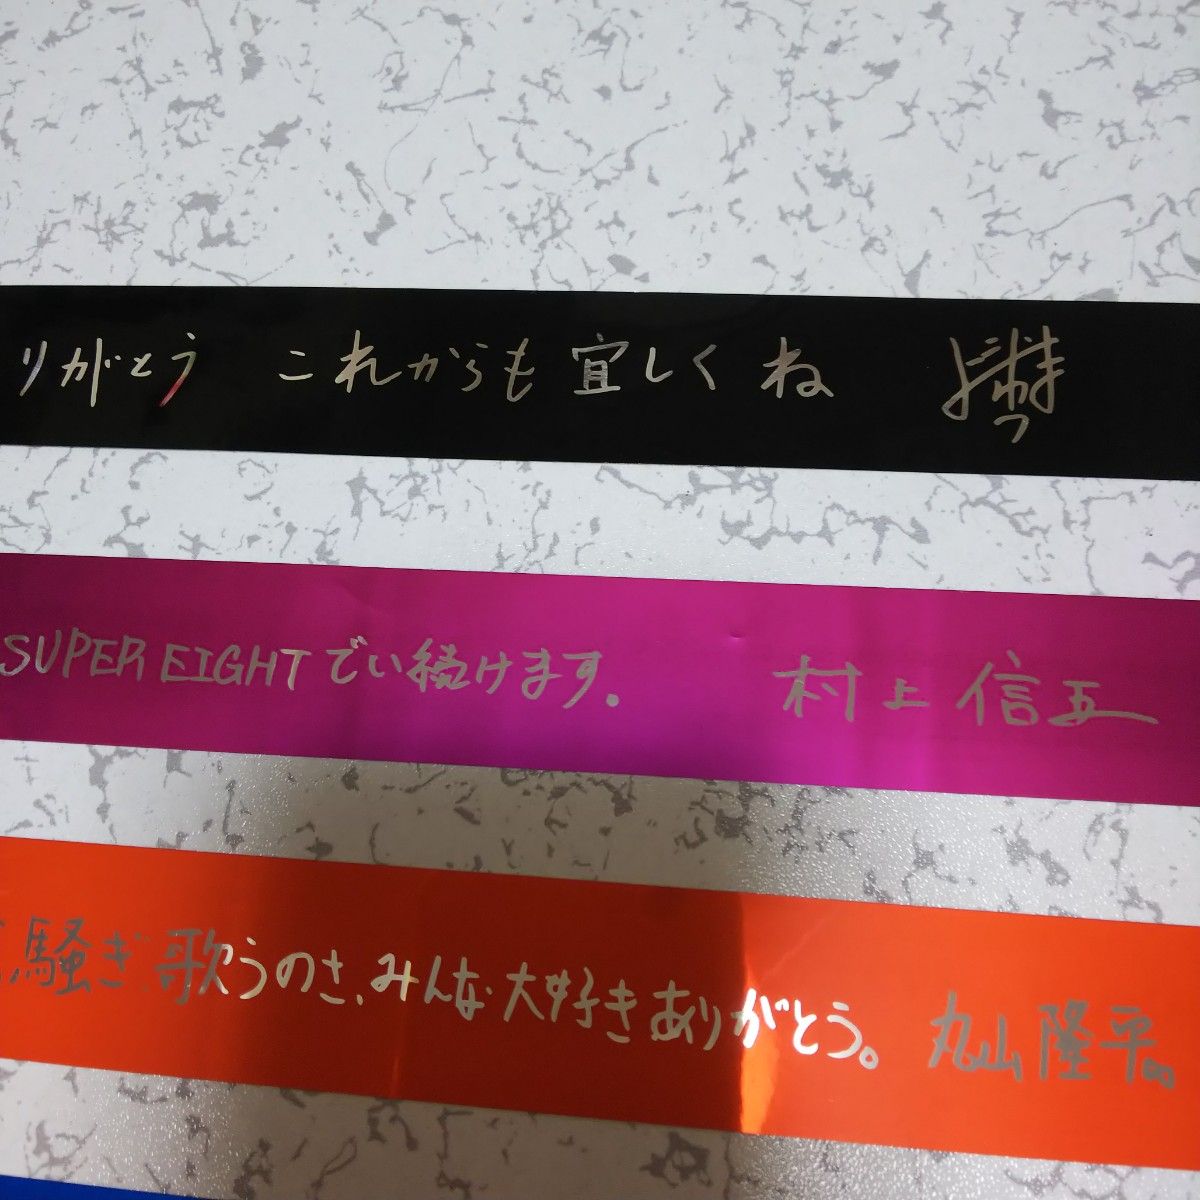 りがとう これからも宜しくね
SUPER EIGHTでい続けます。 村上信五
騒ぎ歌うのさ、みんな大好きありがとう。 丸山隆平。